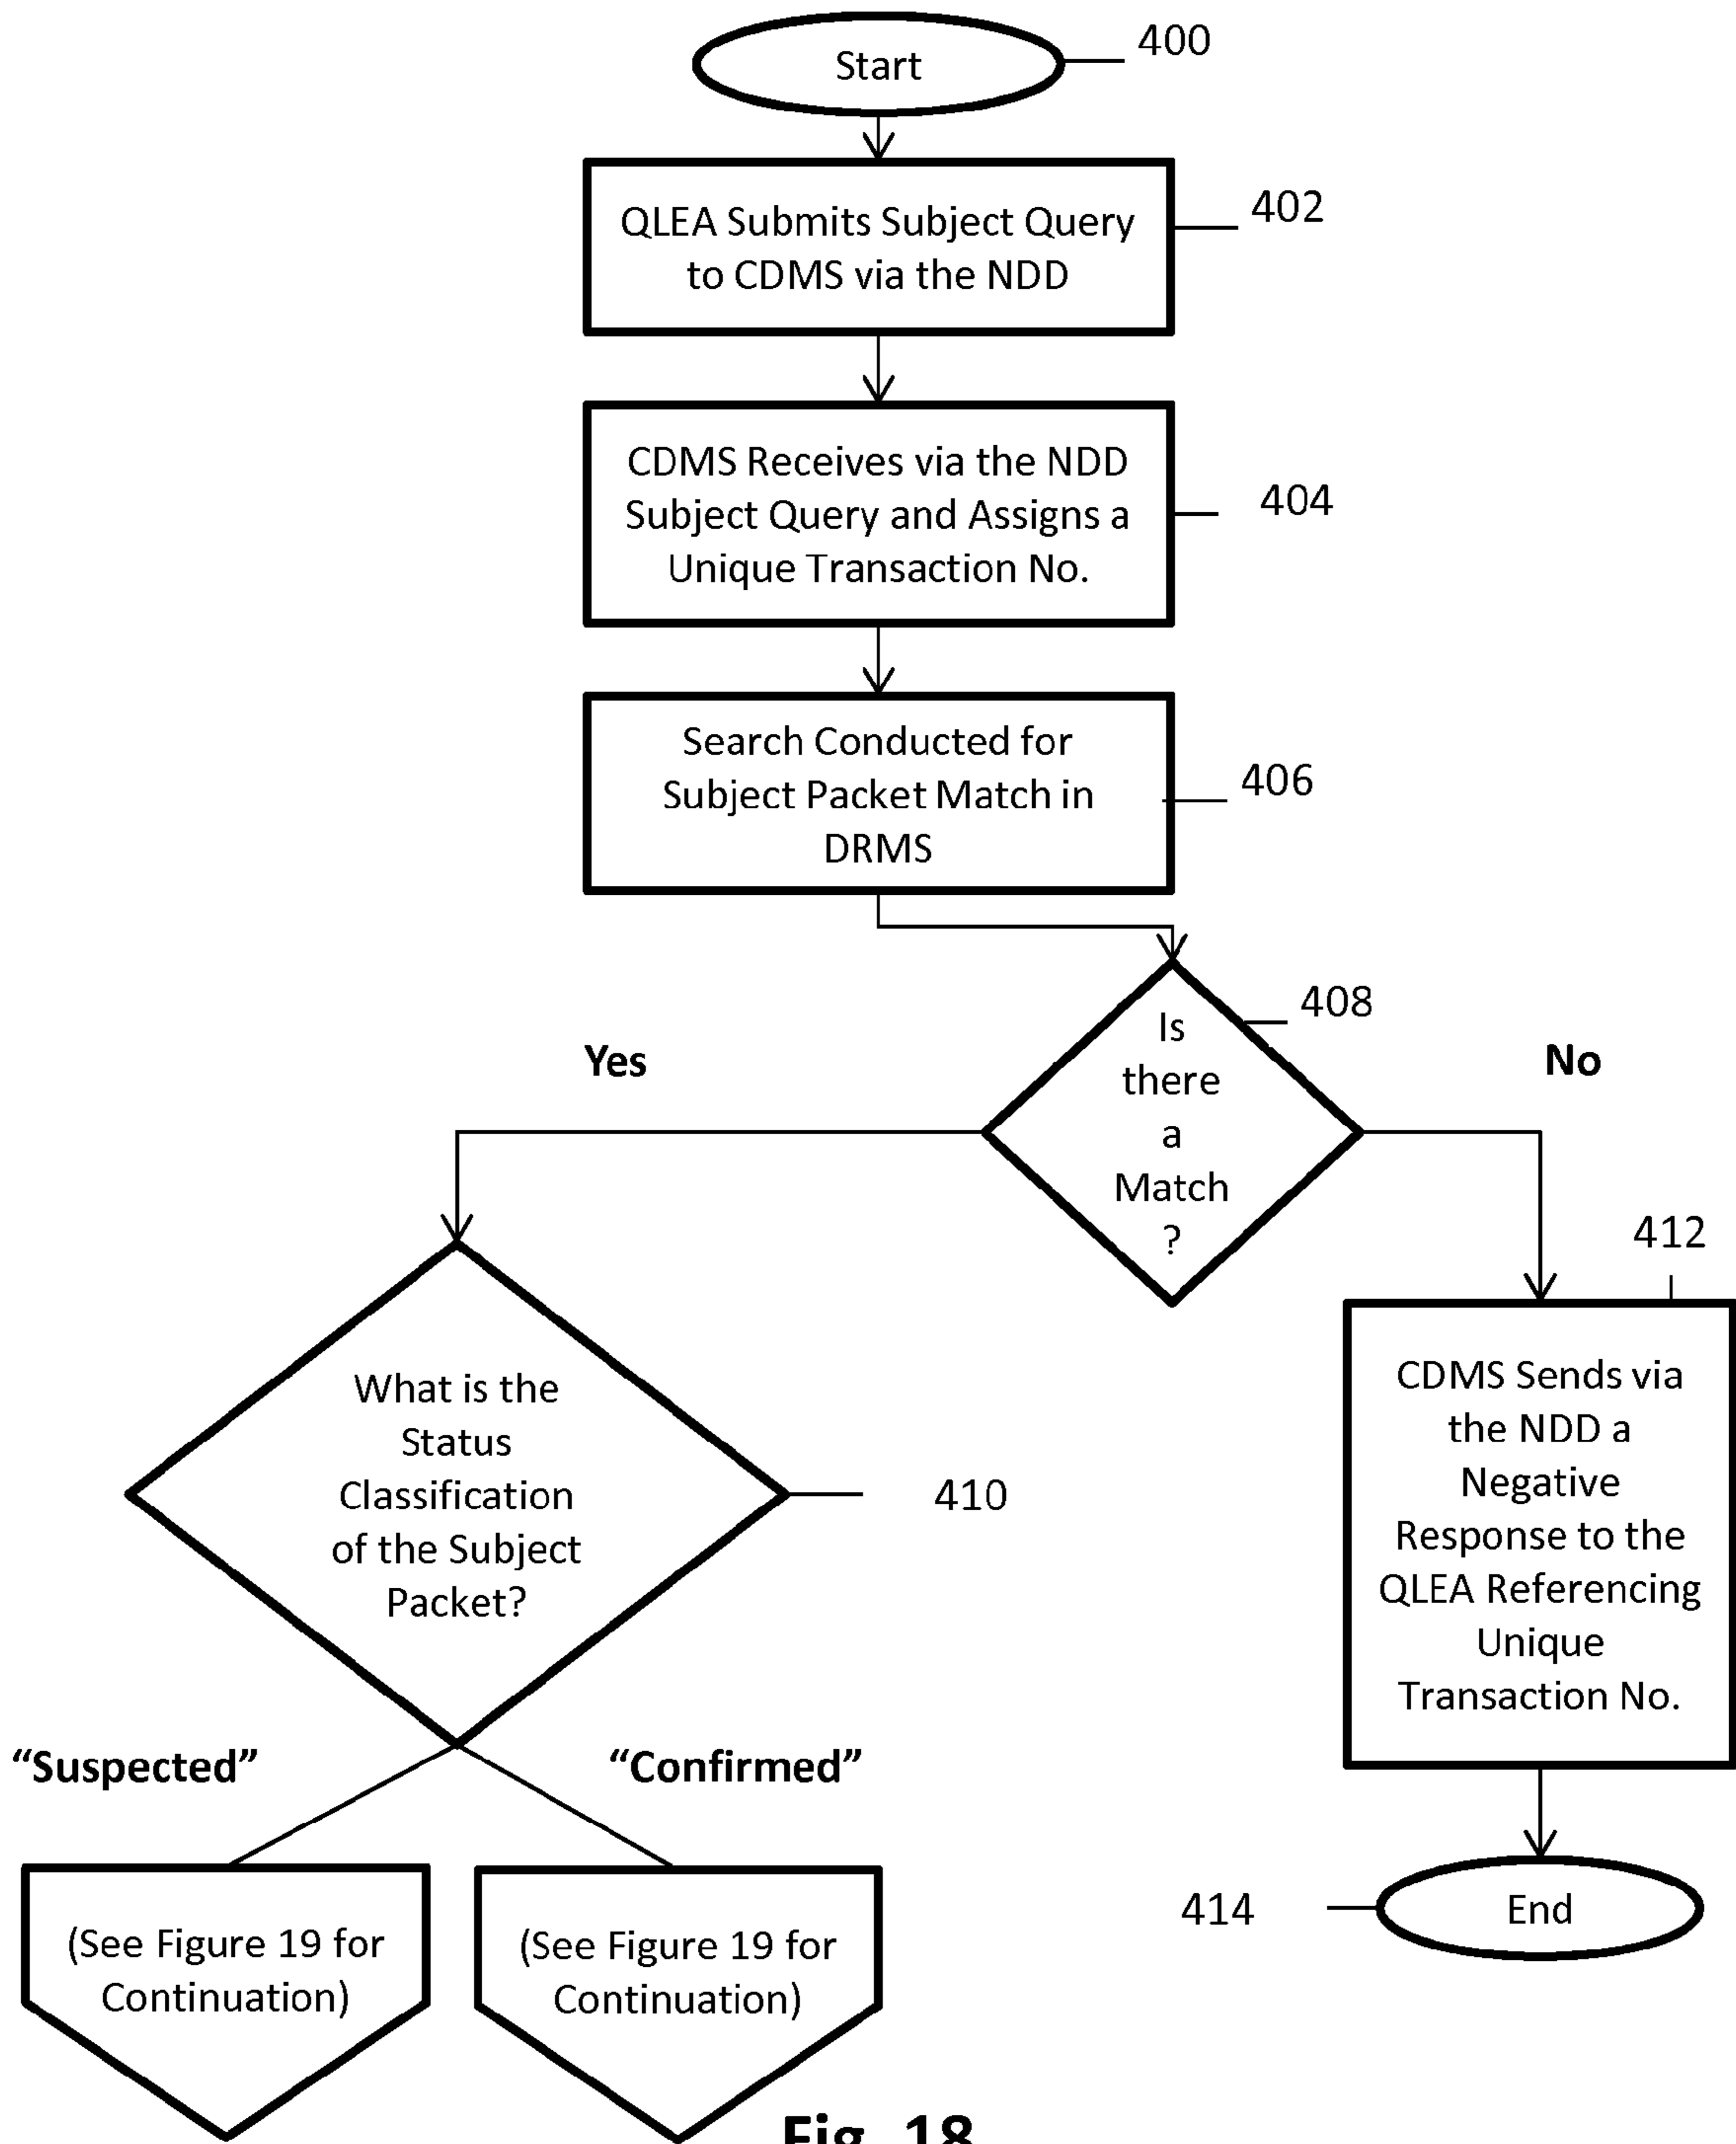 Start
400
QLEA Submits Subject Query
to CDMS via the NDD
402
CDMS Receives via the NDD
Subject Query and Assigns a
Unique Transaction No.
404
Search Conducted for
Subject Packet Match in
DRMS
406
408
Is
there
a
Match
?
Yes
No
412
What is the
Status
Classification
of the Subject
Packet?
410
CDMS Sends via
the NDD a
Negative
Response to the
QLEA Referencing
Unique
Transaction No.
“Suspected”
“Confirmed”
(See Figure 19 for
Continuation)
(See Figure 19 for
Continuation)
414
End
Fig. 18